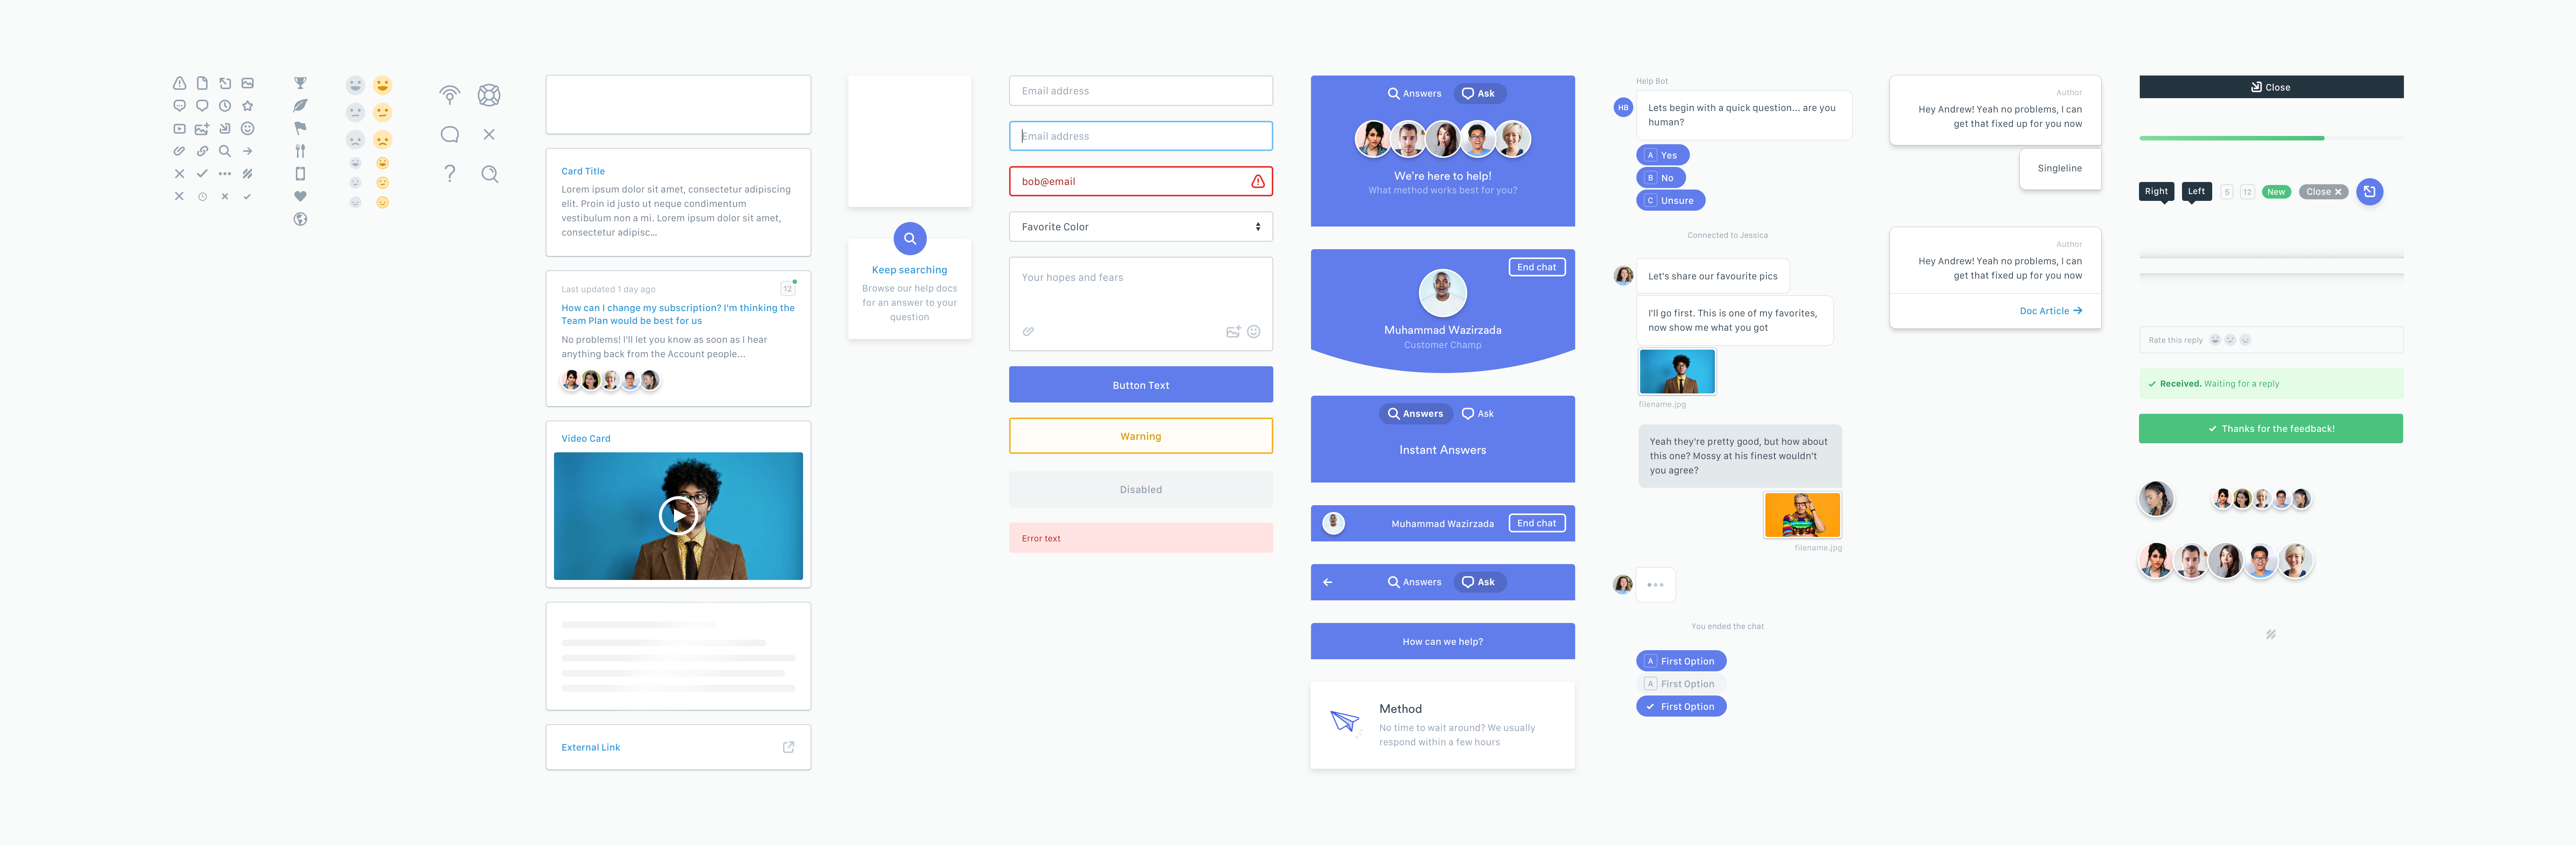 Card Title
Lorem ipsum dolor sit amet, consectetur adipiscing
elit. Proin id justo ut neque condimentum
vestibulum non a mi. Lorem ipsum dolor sit amet,
consectetur adipisc...
Last updated 1 day ago
12
How can I change my subscription? I'm thinking the
Team Plan would be best for us
No problems! I'll let you know as soon as I hear
anything back from the Account people...
Video Card
External Link
Keep searching
Browse our help docs
for an answer to your
question
Email address
Email address
bob@email
Favorite Color
Your hopes and fears
Button Text
Warning
Disabled
Error text
Answers
Ask
We're here to help!
What method works best for you?
End chat
Muhammad Wazirzada
Customer Champ
Answers
Ask
Instant Answers
Muhammad Wazirzada
End chat
Answers
Ask
How can we help?
Method
No time to wait around? We usually
respond within a few hours
Help Bot
HB
Lets begin with a quick question... are you
human?
A Yes
B No
C Unsure
Connected to Jessica
Let's share our favourite pics
I'll go first. This is one of my favorites,
now show me what you got
filename.jpg
Yeah they're pretty good, but how about
this one? Mossy at his finest wouldn't
you agree?
filename.jpg
You ended the chat
A First Option
A First Option
First Option
Author
Hey Andrew! Yeah no problems, I can
get that fixed up for you now
Singleline
Author
Hey Andrew! Yeah no problems, I can
get that fixed up for you now
Doc Article
Close
Right
Left
5
12
New
Close
Rate this reply
Received. Waiting for a reply
Thanks for the feedback!